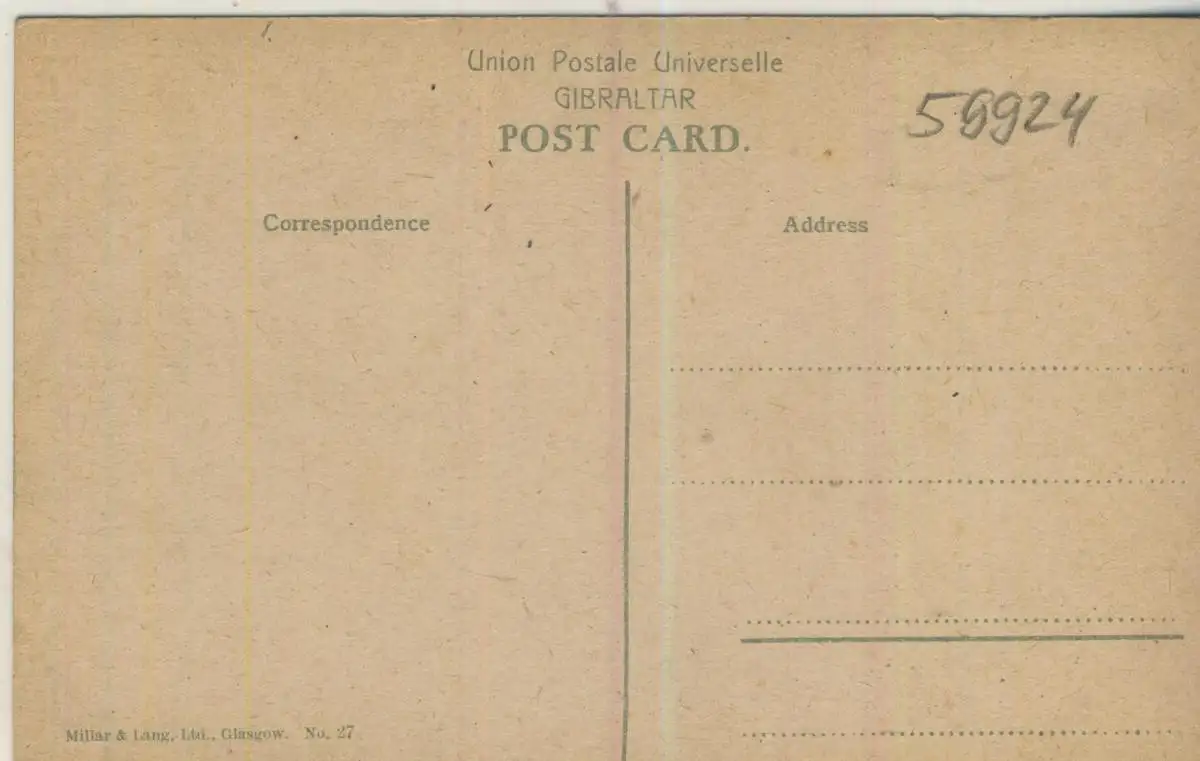 Union Postale Universelle
GIBRALTAR
POST CARD.
59924
Correspondence
Address
Millar & Lang, Ltd., Glasgow. No. 27